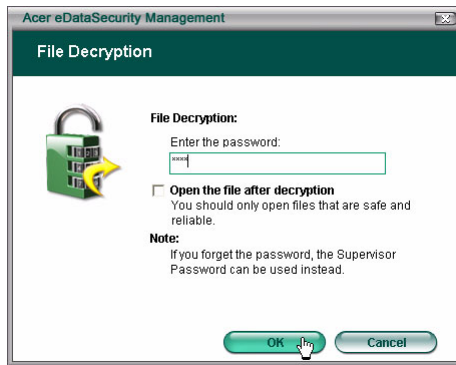 Acer eDataSecurity Management
File Decryption
File Decryption:
Enter the password:
****
Open the file after decryption
You should only open files that are safe and
reliable.
Note:
If you forget the password, the Supervisor
Password can be used instead.
OK
Cancel